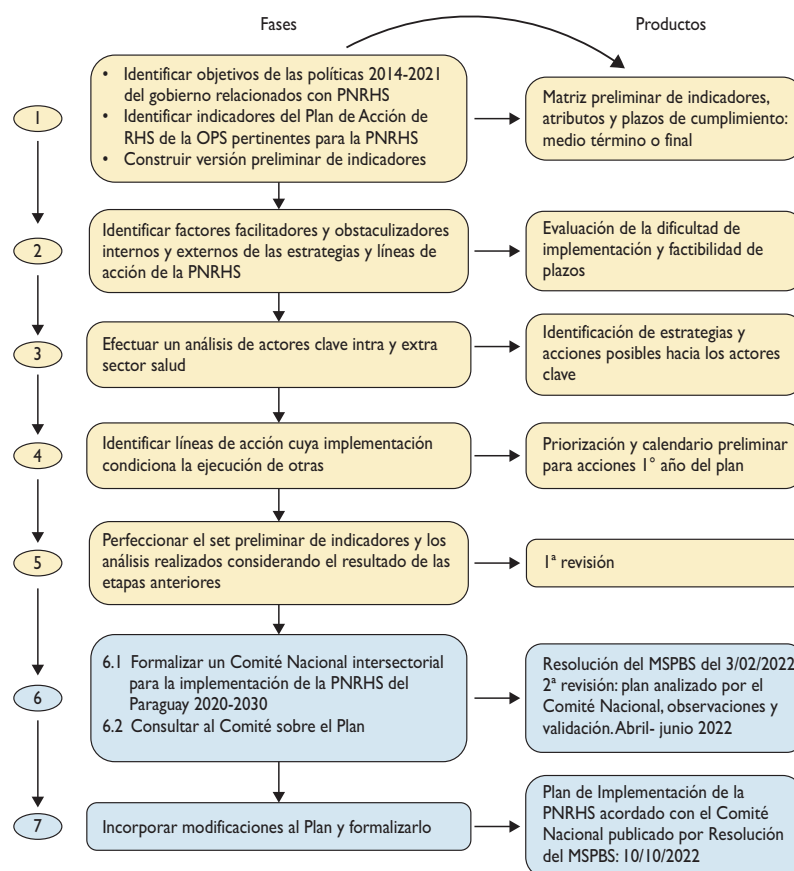 Fases
Productos
1
• Identificar objetivos de las políticas 2014-2021
del gobierno relacionados con PNRHS
• Identificar indicadores del Plan de Acción de
RHS de la OPS pertinentes para la PNRHS
• Construir versión preliminar de indicadores
Matriz preliminar de indicadores,
atributos y plazos de cumplimiento:
medio término o final
2
Identificar factores facilitadores y obstaculizadores
internos y externos de las estrategias y líneas de
acción de la PNRHS
Evaluación de la dificultad de
implementación y factibilidad de
plazos
3
Efectuar un análisis de actores clave intra y extra
sector salud
Identificación de estrategias y
acciones posibles hacia los actores
clave
4
Identificar líneas de acción cuya implementación
condiciona la ejecución de otras
Priorización y calendario preliminar
para acciones 1° año del plan
5
Perfeccionar el set preliminar de indicadores y los
análisis realizados considerando el resultado de las
etapas anteriores
1ª revisión
6
6.1 Formalizar un Comité Nacional intersectorial
para la implementación de la PNRHS del
Paraguay 2020-2030
6.2 Consultar al Comité sobre el Plan
Resolución del MSPBS del 3/02/2022
2ª revisión: plan analizado por el
Comité Nacional, observaciones y
validación. Abril- junio 2022
7
Incorporar modificaciones al Plan y formalizarlo
Plan de Implementación de la
PNRHS acordado con el Comité
Nacional publicado por Resolución
del MSPBS: 10/10/2022